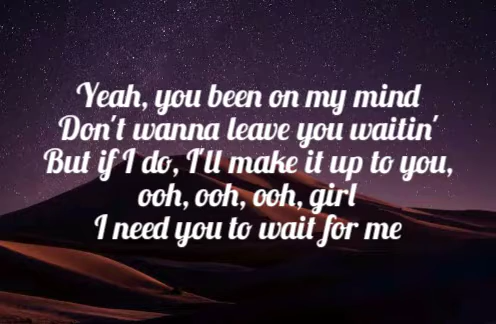 Yeah, you been on my mind
Don't wanna leave you waitin'
But if I do, I'll make it up to you,
ooh, ooh, ooh, girl
I need you to wait for me